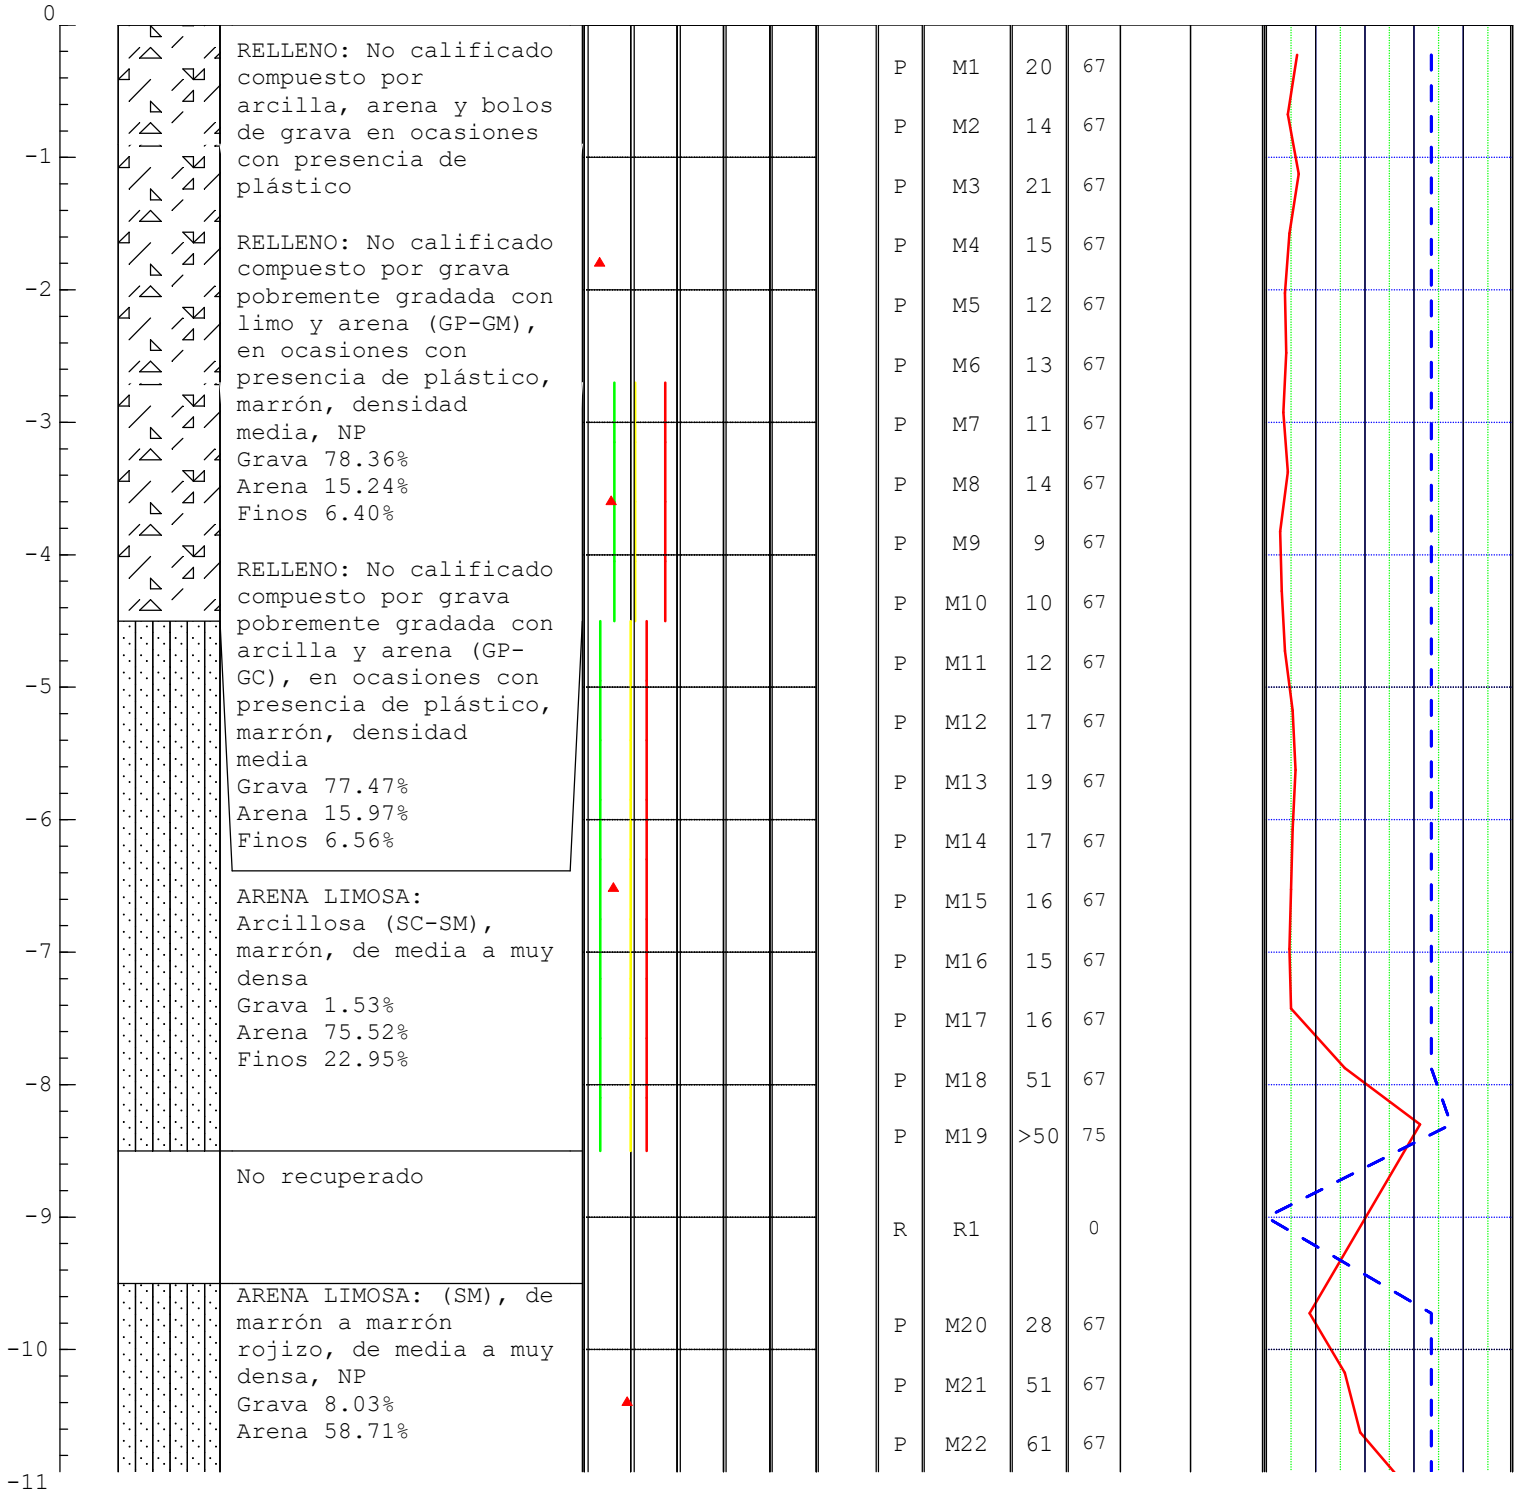 0
-1
-2
-3
-4
-5
-6
-7
-8
-9
-10
-11
RELLENO: No calificado
compuesto por
arcilla, arena y bolos
de grava en ocasiones
con presencia de
plástico
RELLENO: No calificado
compuesto por grava
pobremente gradada con
limo y arena (GP-GM),
en ocasiones con
presencia de plástico,
marrón, densidad
media, NP
Grava 78.36%
Arena 15.24%
Finos 6.40%
RELLENO: No calificado
compuesto por grava
pobremente gradada con
arcilla y arena (GP-
GC), en ocasiones con
presencia de plástico,
marrón, densidad
media
Grava 77.47%
Arena 15.97%
Finos 6.56%
ARENA LIMOSA:
Arcillosa (SC-SM),
marrón, de media a muy
densa
Grava 1.53%
Arena 75.52%
Finos 22.95%
No recuperado
ARENA LIMOSA: (SM), de
marrón a marrón
rojizo, de media a muy
densa, NP
Grava 8.03%
Arena 58.71%
P M1 20 67
P M2 14 67
P M3 21 67
P M4 15 67
P M5 12 67
P M6 13 67
P M7 11 67
P M8 14 67
P M9 9 67
P M10 10 67
P M11 12 67
P M12 17 67
P M13 19 67
P M14 17 67
P M15 16 67
P M16 15 67
P M17 16 67
P M18 51 67
P M19 >50 75
R R1 0
P M20 28 67
P M21 51 67
P M22 61 67